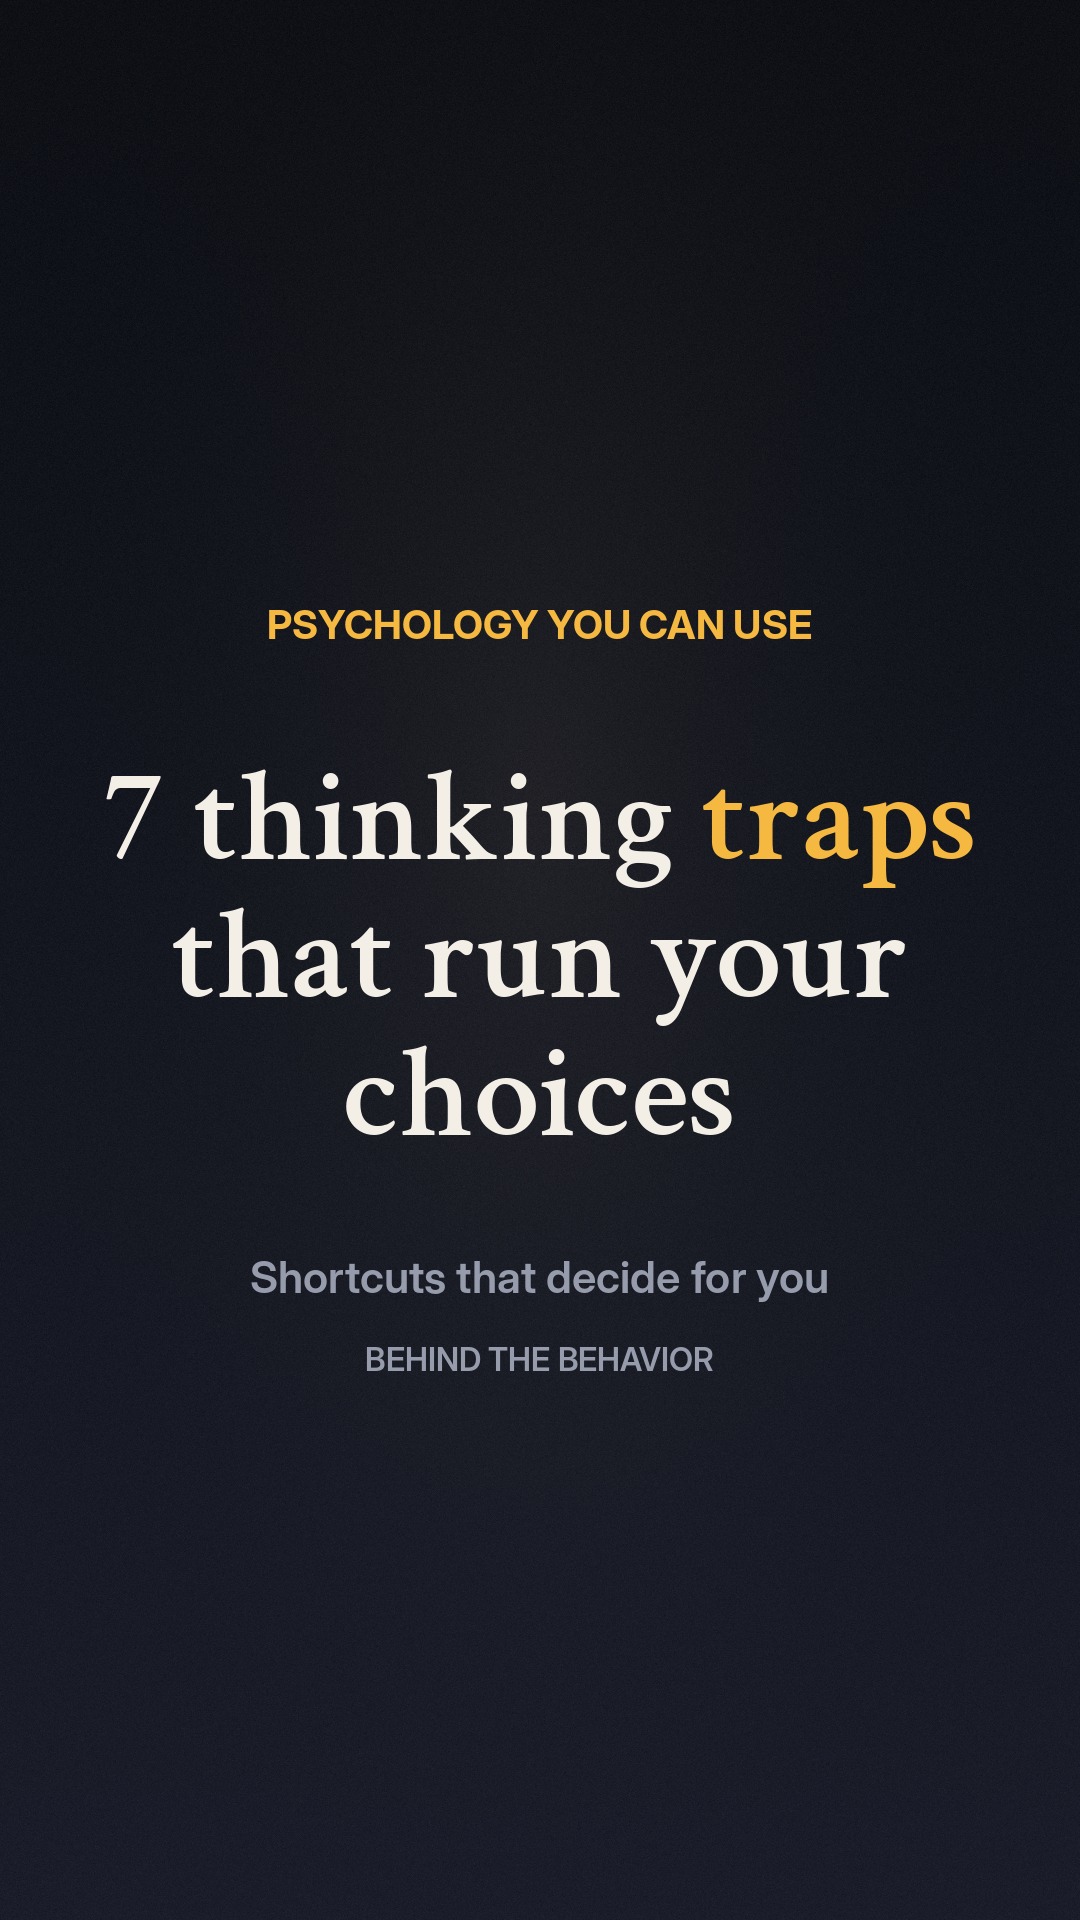 PSYCHOLOGY YOU CAN USE
7 thinking traps
that run your
choices
Shortcuts that decide for you
BEHIND THE BEHAVIOR